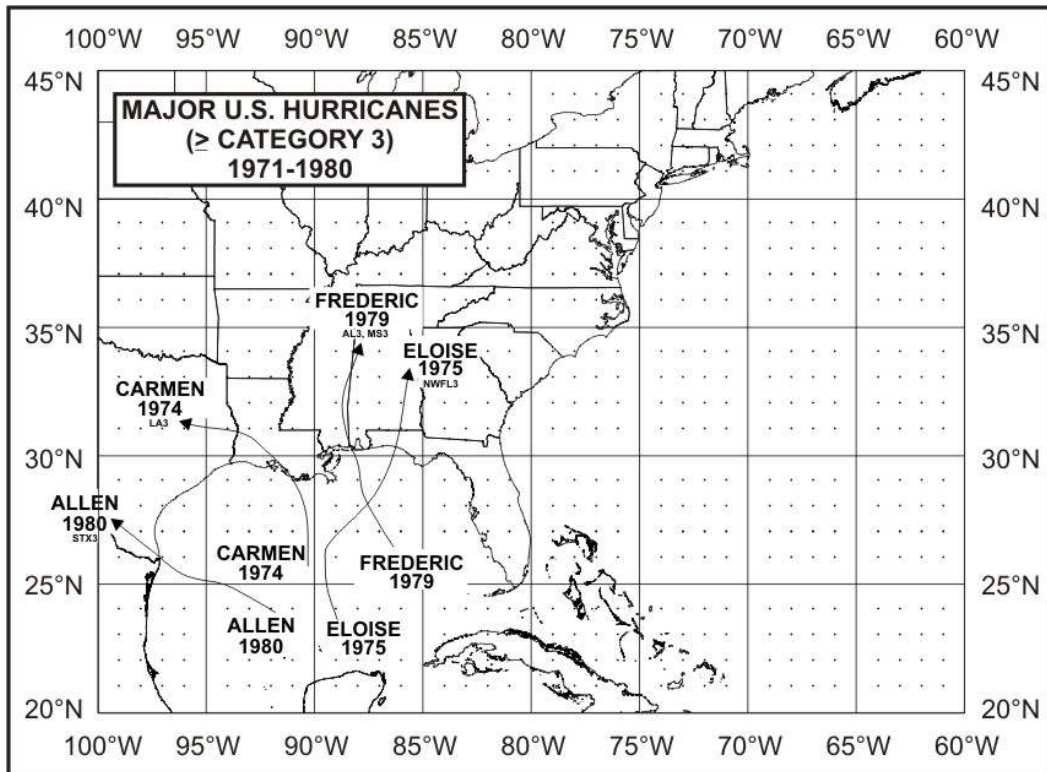 100°W 95°W 90°W 85°W 80°W 75°W 70°W 65°W 60°W
45°N 45°N
MAJOR U.S. HURRICANES
(≥ CATEGORY 3)
1971-1980
40°N 40°N
FREDERIC
1979
AL3, MS3
35°N 35°N
ELOISE
1975
NWFL3
CARMEN
1974
LA3
30°N 30°N
ALLEN
1980
STX3
CARMEN
1974
FREDERIC
1979
25°N 25°N
ALLEN
1980
ELOISE
1975
20°N 20°N
100°W 95°W 90°W 85°W 80°W 75°W 70°W 65°W 60°W